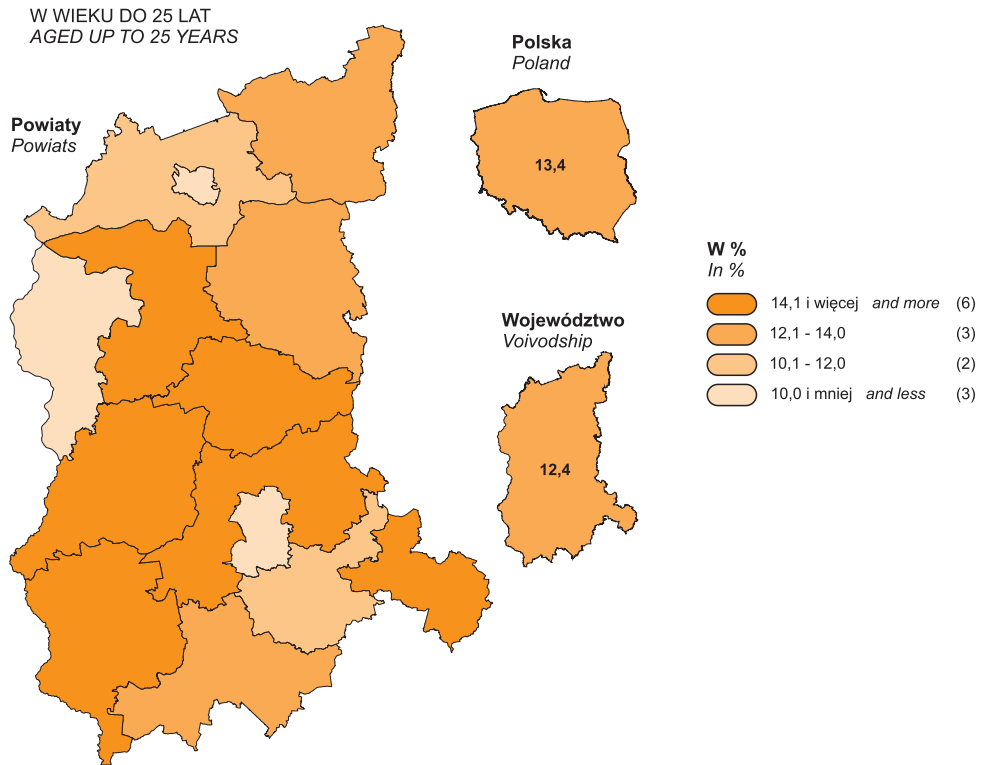 W WIEKU DO 25 LAT
AGED UP TO 25 YEARS
Polska
Poland
Powiaty
Powiats
13,4
W %
In %
14,1 i więcej and more (6)
12,1 - 14,0 (3)
10,1 - 12,0 (2)
10,0 i mniej and less (3)
Województwo
Voivodship
12,4